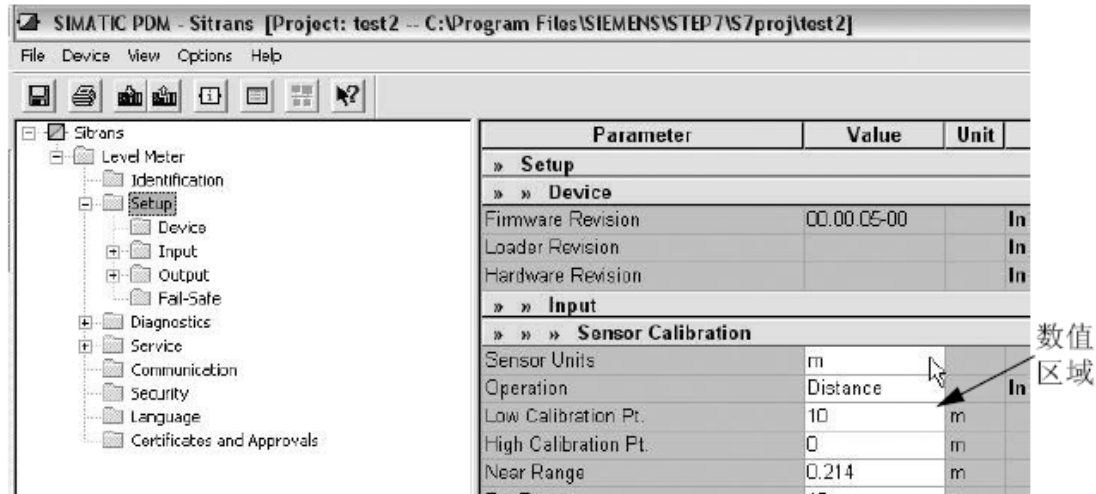 SIMATIC PDM - Sitrans [Project: test2 -- C:\Program Files\SIEMENS\STEP7\S7proj\test2]
File Device View Options Help
Sitrans
Level Meter
Identification
Setup
Device
Input
Output
Fail-Safe
Diagnostics
Service
Communication
Security
Language
Certificates and Approvals
Parameter Value Unit
» Setup
» » Device
Firmware Revision 00.00.05-00 In
Loader Revision In
Hardware Revision In
» » Input
» » » Sensor Calibration
Sensor Units m
Operation Distance In
Low Calibration Pt. 10 m
High Calibration Pt. 0 m
Near Range 0.214 m
数值
区域